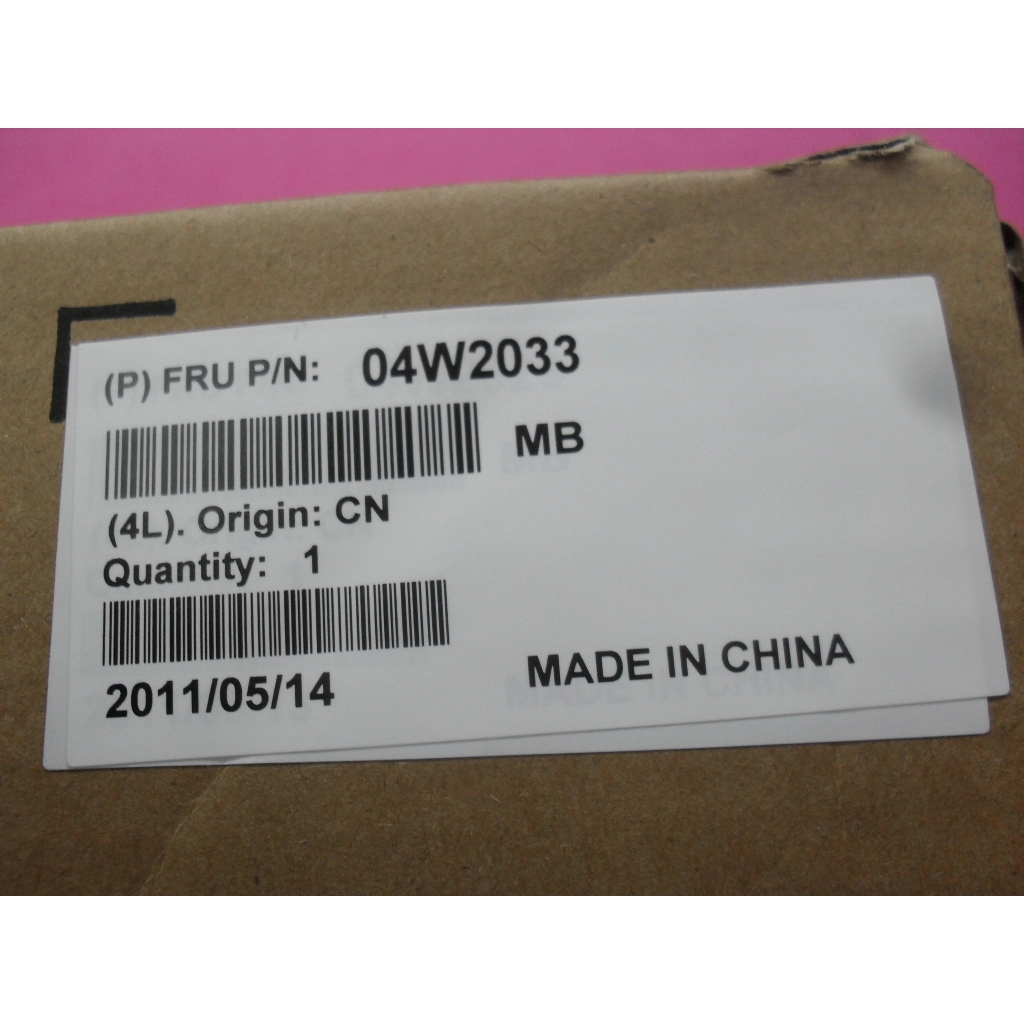 (P) FRU P/N: 04W2033
MB
(4L). Origin: CN
Quantity: 1
2011/05/14
MADE IN CHINA